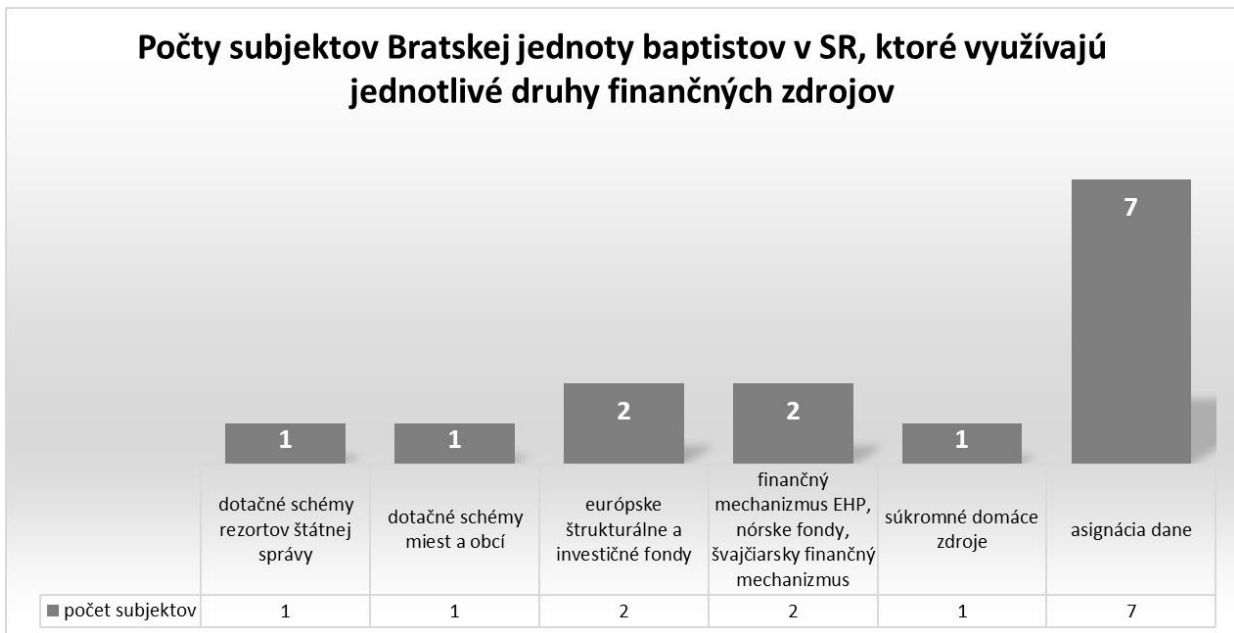 Počty subjektov Bratskej jednoty baptistov v SR, ktoré využívajú
jednotlivé druhy finančných zdrojov
1
1
2
2
1
7
dotačné schémy
rezortov štátnej
správy
dotačné schémy
miest a obcí
európske
štrukturálne a
investičné fondy
finančný
mechanizmus EHP,
nórske fondy,
švajčiarsky finančný
mechanizmus
súkromné domáce
zdroje
asignácia dane
počet subjektov 1 1 2 2 1 7